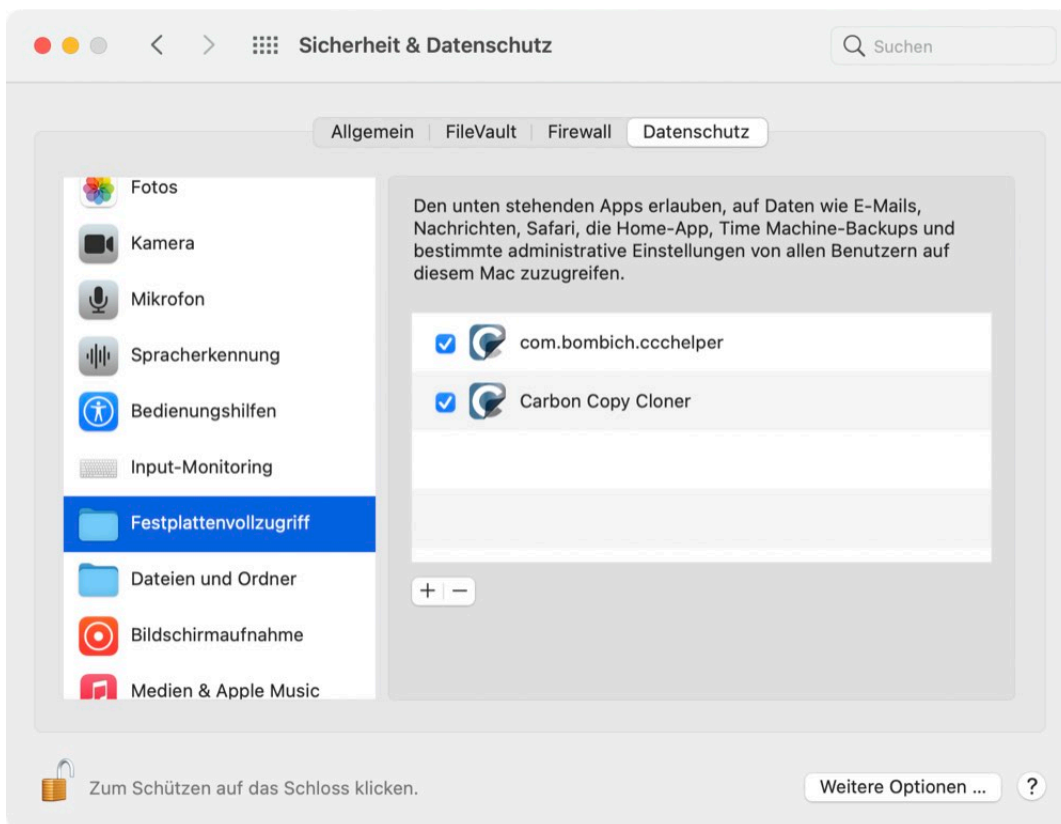 Sicherheit & Datenschutz
Suchen
Allgemein
FileVault
Firewall
Datenschutz
Fotos
Kamera
Mikrofon
Spracherkennung
Bedienungshilfen
Input-Monitoring
Festplattenvollzugriff
Dateien und Ordner
Bildschirmaufnahme
Medien & Apple Music
Den unten stehenden Apps erlauben, auf Daten wie E-Mails,
Nachrichten, Safari, die Home-App, Time Machine-Backups und
bestimmte administrative Einstellungen von allen Benutzern auf
diesem Mac zuzugreifen.
com.bombich.ccchelper
Carbon Copy Cloner
+ −
Zum Schützen auf das Schloss klicken.
Weitere Optionen ...
?